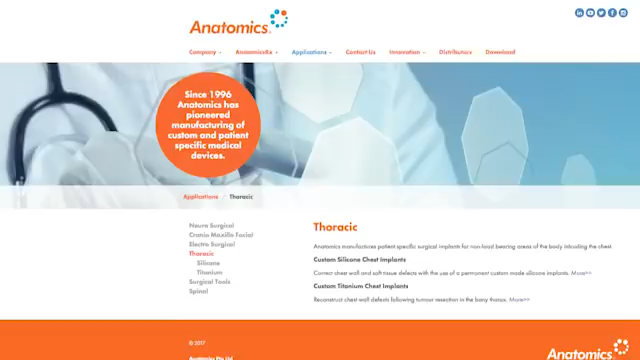 Anatomics
Company
AnatomicsRx
Applications
Contact Us
Innovation
Distributors
Download
Since 1996
Anatomics has
pioneered
manufacturing of
custom and patient
specific medical
devices.
Applications / Thoracic
Neuro Surgical
Cranio Maxillo Facial
Electro Surgical
Thoracic
Silicone
Titanium
Surgical Tools
Spinal
Thoracic
Anatomics manufactures patient specific surgical implants for non-load bearing areas of the body including the chest
Custom Silicone Chest Implants
Correct chest wall and soft tissue defects with the use of a permanent custom made silicone implants. More>>
Custom Titanium Chest Implants
Reconstruct chest wall defects following tumour resection in the bony thorax. More>>
© 2017
Anatomics Pty Ltd
Anatomics